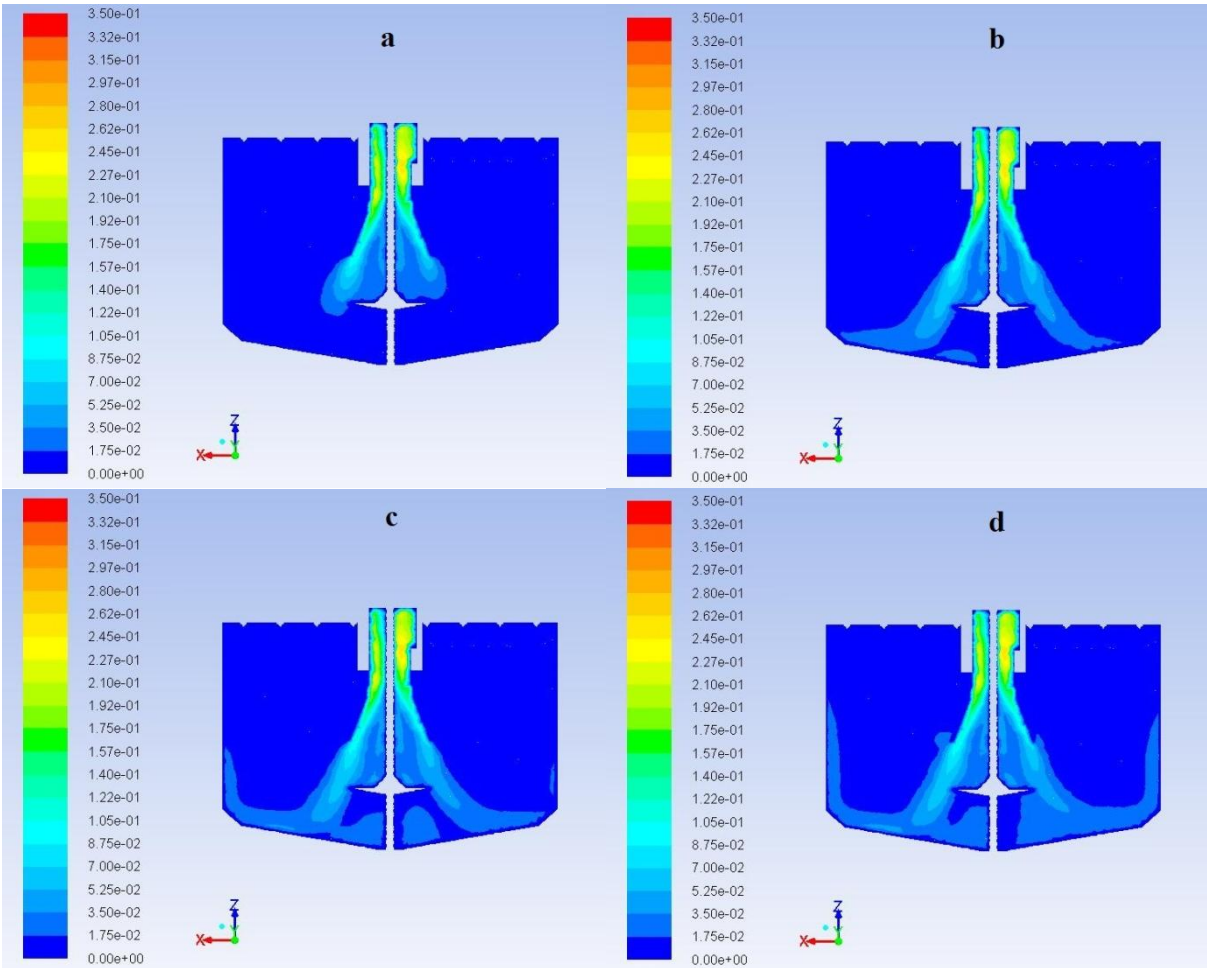 3.50e-01
3.32e-01
3.15e-01
2.97e-01
2.80e-01
2.62e-01
2.45e-01
2.27e-01
2.10e-01
1.92e-01
1.75e-01
1.57e-01
1.40e-01
1.22e-01
1.05e-01
8.75e-02
7.00e-02
5.25e-02
3.50e-02
1.75e-02
0.00e+00
a
Z
Y
X
3.50e-01
3.32e-01
3.15e-01
2.97e-01
2.80e-01
2.62e-01
2.45e-01
2.27e-01
2.10e-01
1.92e-01
1.75e-01
1.57e-01
1.40e-01
1.22e-01
1.05e-01
8.75e-02
7.00e-02
5.25e-02
3.50e-02
1.75e-02
0.00e+00
b
Z
Y
X
3.50e-01
3.32e-01
3.15e-01
2.97e-01
2.80e-01
2.62e-01
2.45e-01
2.27e-01
2.10e-01
1.92e-01
1.75e-01
1.57e-01
1.40e-01
1.22e-01
1.05e-01
8.75e-02
7.00e-02
5.25e-02
3.50e-02
1.75e-02
0.00e+00
c
Z
Y
X
3.50e-01
3.32e-01
3.15e-01
2.97e-01
2.80e-01
2.62e-01
2.45e-01
2.27e-01
2.10e-01
1.92e-01
1.75e-01
1.57e-01
1.40e-01
1.22e-01
1.05e-01
8.75e-02
7.00e-02
5.25e-02
3.50e-02
1.75e-02
0.00e+00
d
Z
Y
X